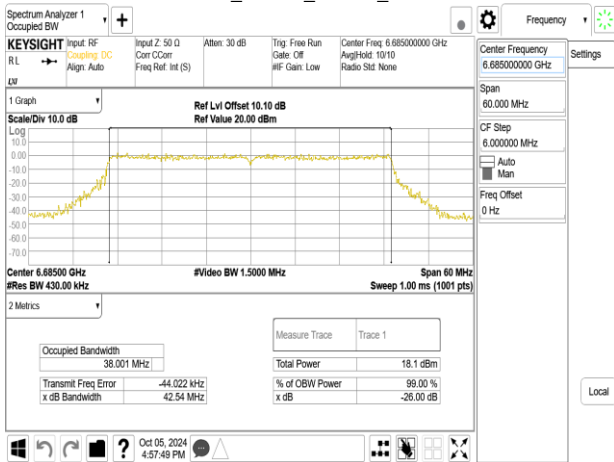 Spectrum Analyzer 1
Occupied BW
Frequency
KEYSIGHT
RL
Input: RF
Coupling: DC
Align: Auto
Input Z: 50 Ω
Corr CCorr
Freq Ref: Int (S)
Atten: 30 dB
Trig: Free Run
Gate: Off
#IF Gain: Low
Center Freq: 6.685000000 GHz
Avg|Hold: 10/10
Radio Std: None
Center Frequency
6.685000000 GHz
Settings
Span
60.000 MHz
CF Step
6.000000 MHz
Auto
Man
Freq Offset
0 Hz
Local
1 Graph
Scale/Div 10.0 dB
Ref Lvl Offset 10.10 dB
Ref Value 20.00 dBm
Log
10.0
0.00
-10.0
-20.0
-30.0
-40.0
-50.0
-60.0
-70.0
Center 6.68500 GHz
#Res BW 430.00 kHz
#Video BW 1.5000 MHz
Span 60 MHz
Sweep 1.00 ms (1001 pts)
2 Metrics
Measure Trace Trace 1
Occupied Bandwidth
38.001 MHz
Total Power 18.1 dBm
Transmit Freq Error -44.022 kHz
% of OBW Power 99.00 %
x dB Bandwidth 42.54 MHz
x dB -26.00 dB
Oct 05, 2024
4:57:49 PM